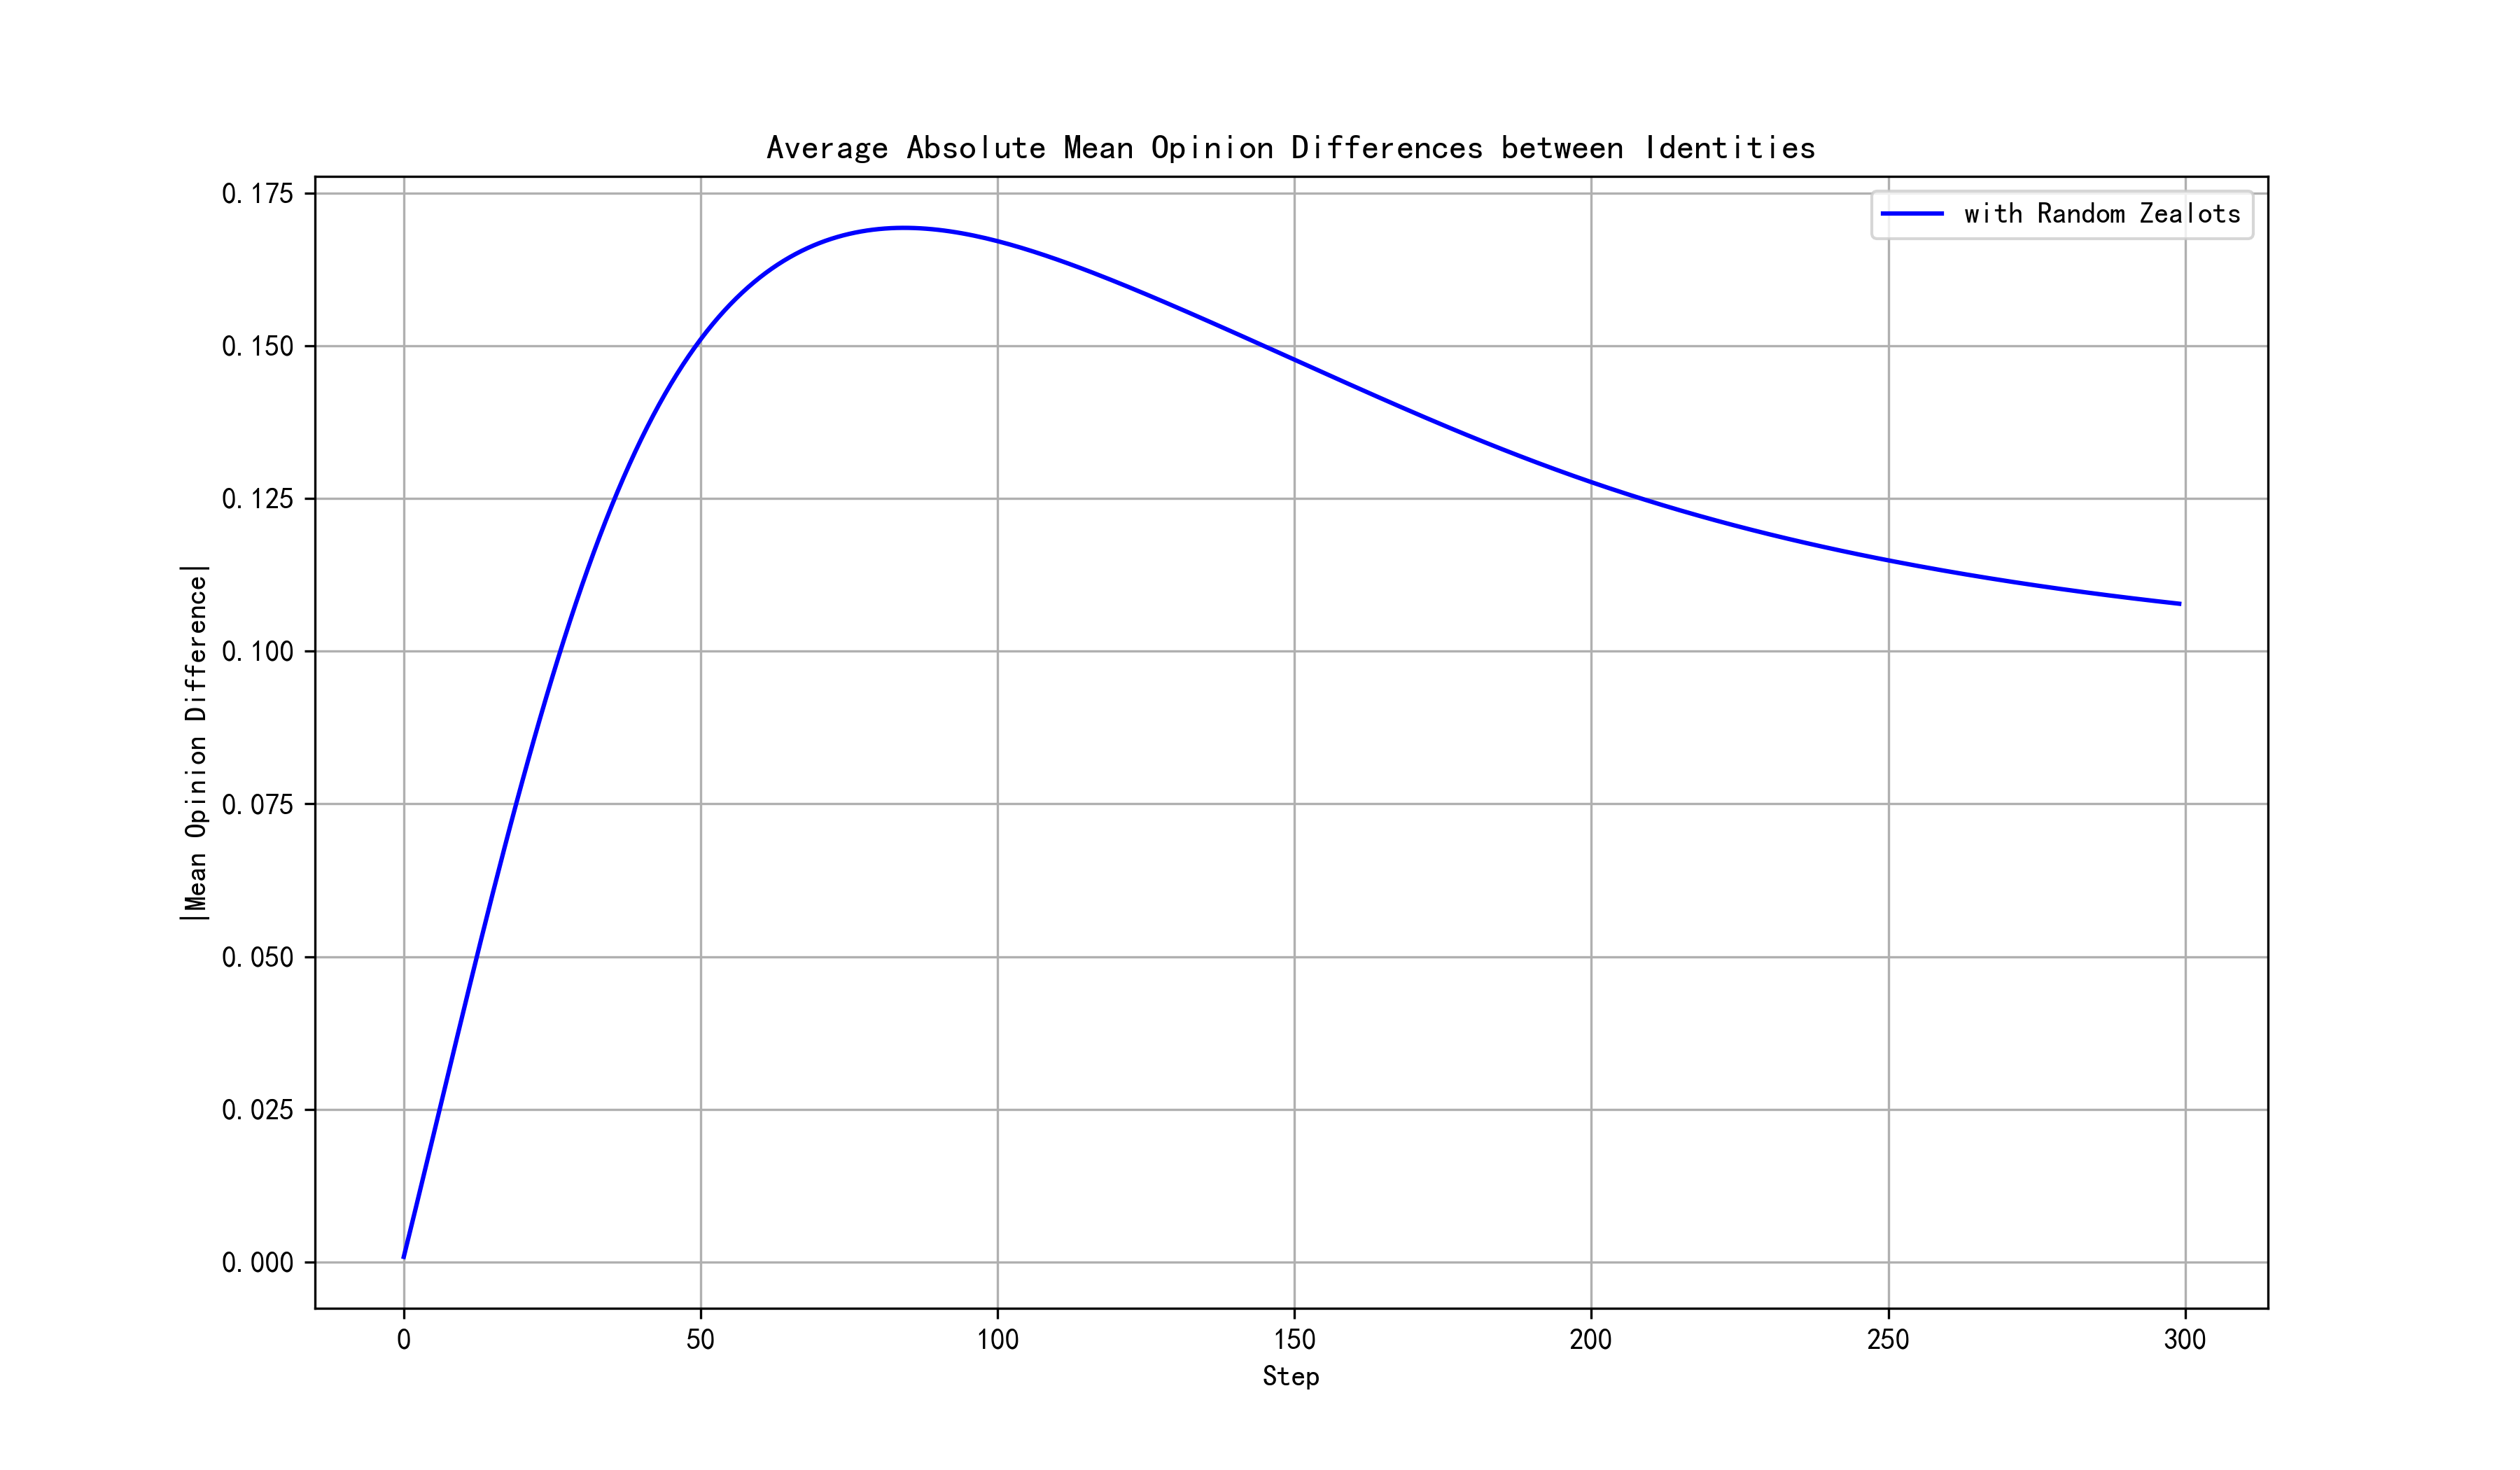 Average Absolute Mean Opinion Differences between Identities
with Random Zealots
|Mean Opinion Difference|
0.175
0.150
0.125
0.100
0.075
0.050
0.025
0.000
0 50 100 150 200 250 300
Step